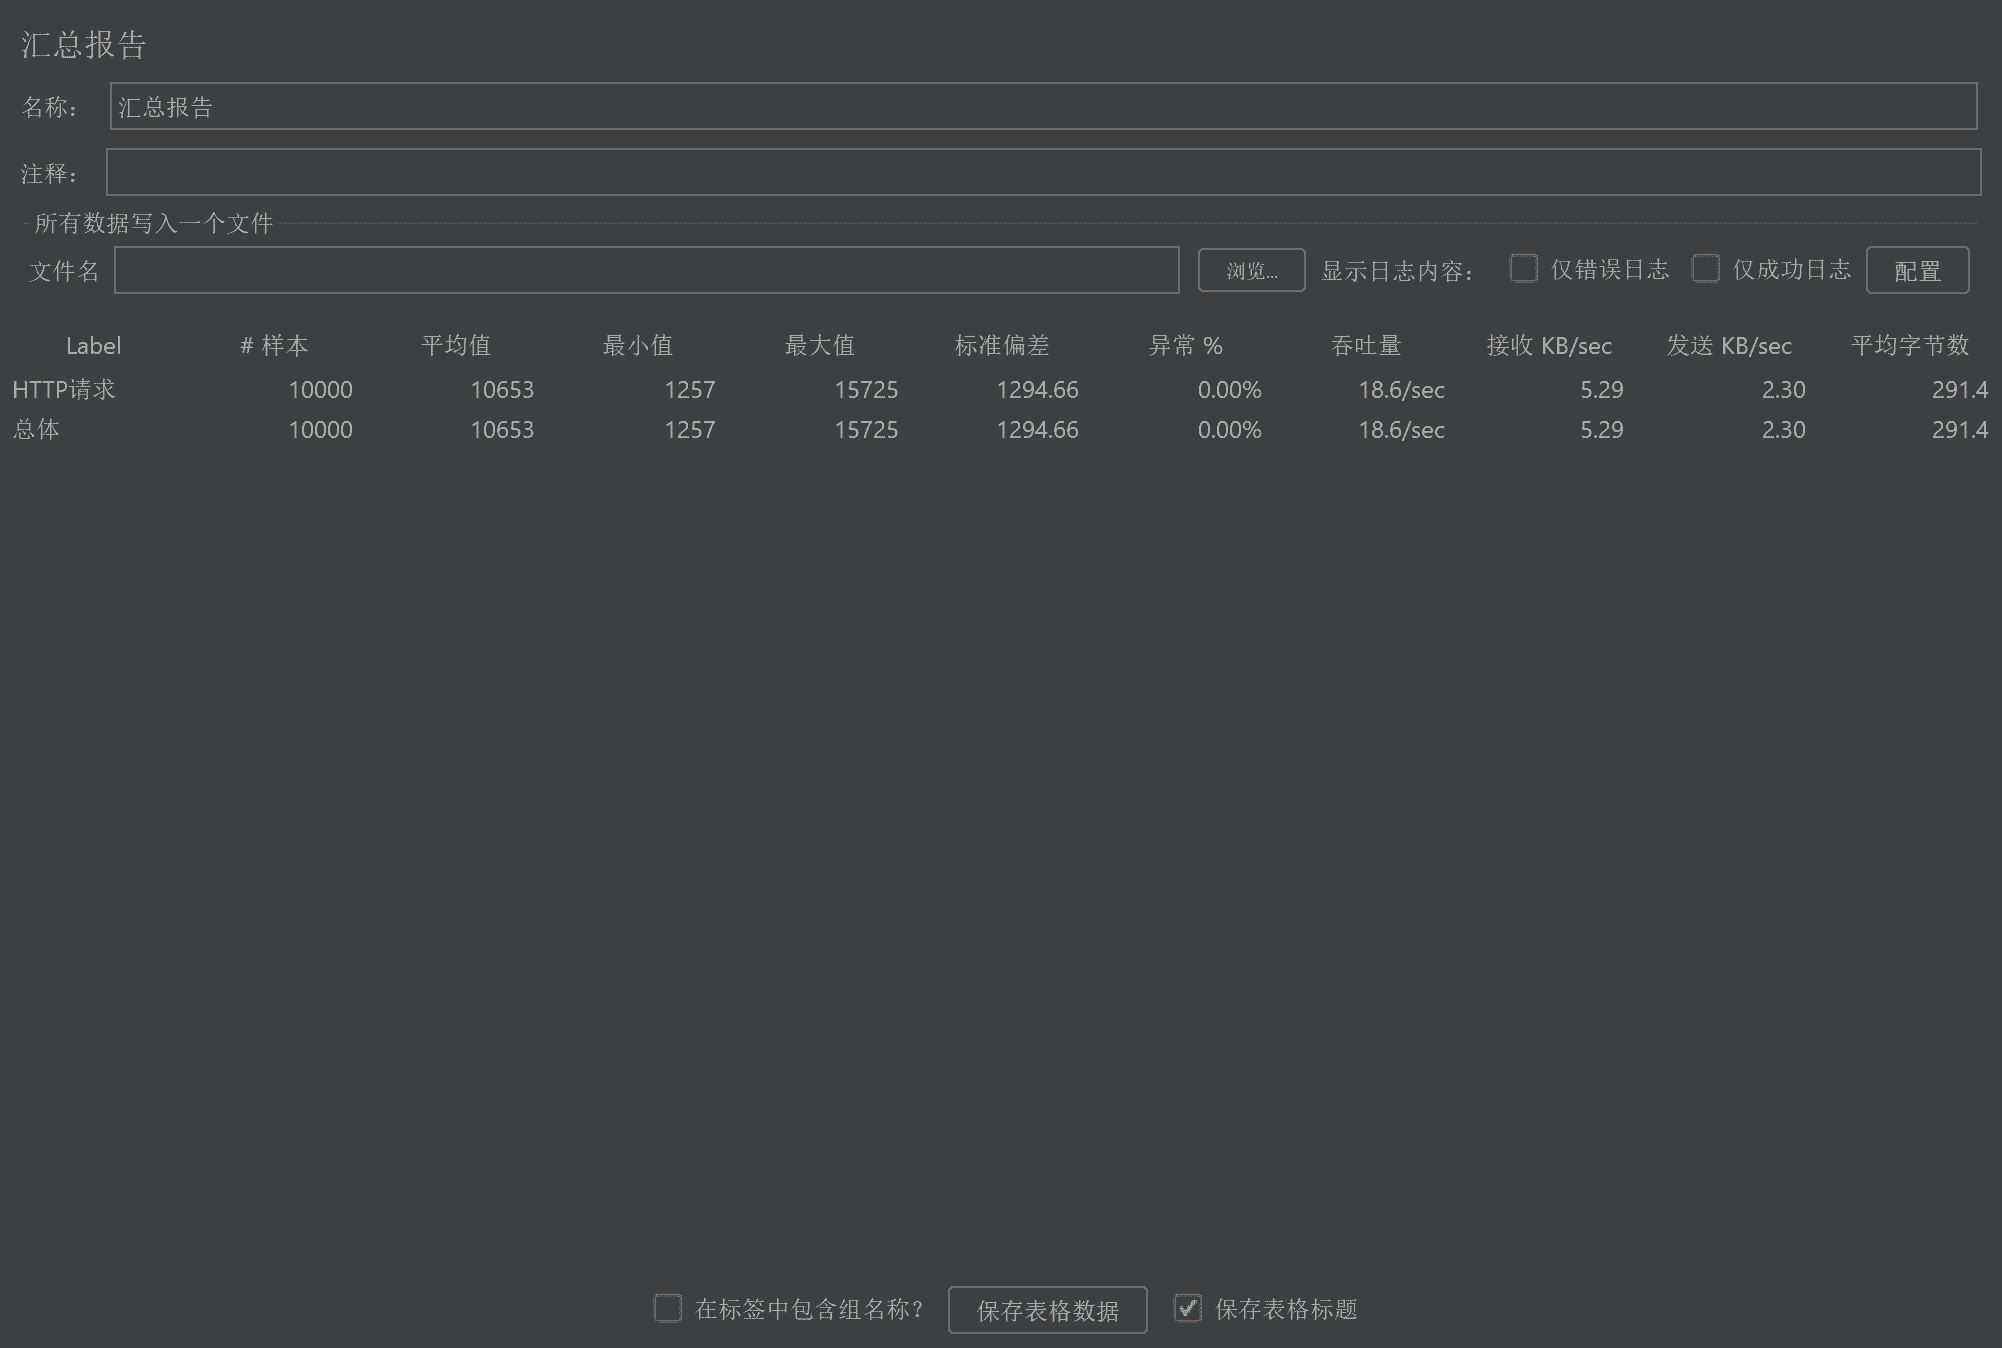 汇总报告
名称： 汇总报告
注释：
所有数据写入一个文件
文件名 浏览... 显示日志内容： 仅错误日志 仅成功日志 配置
Label # 样本 平均值 最小值 最大值 标准偏差 异常 % 吞吐量 接收 KB/sec 发送 KB/sec 平均字节数
HTTP请求 10000 10653 1257 15725 1294.66 0.00% 18.6/sec 5.29 2.30 291.4
总体 10000 10653 1257 15725 1294.66 0.00% 18.6/sec 5.29 2.30 291.4
在标签中包含组名称？ 保存表格数据 保存表格标题